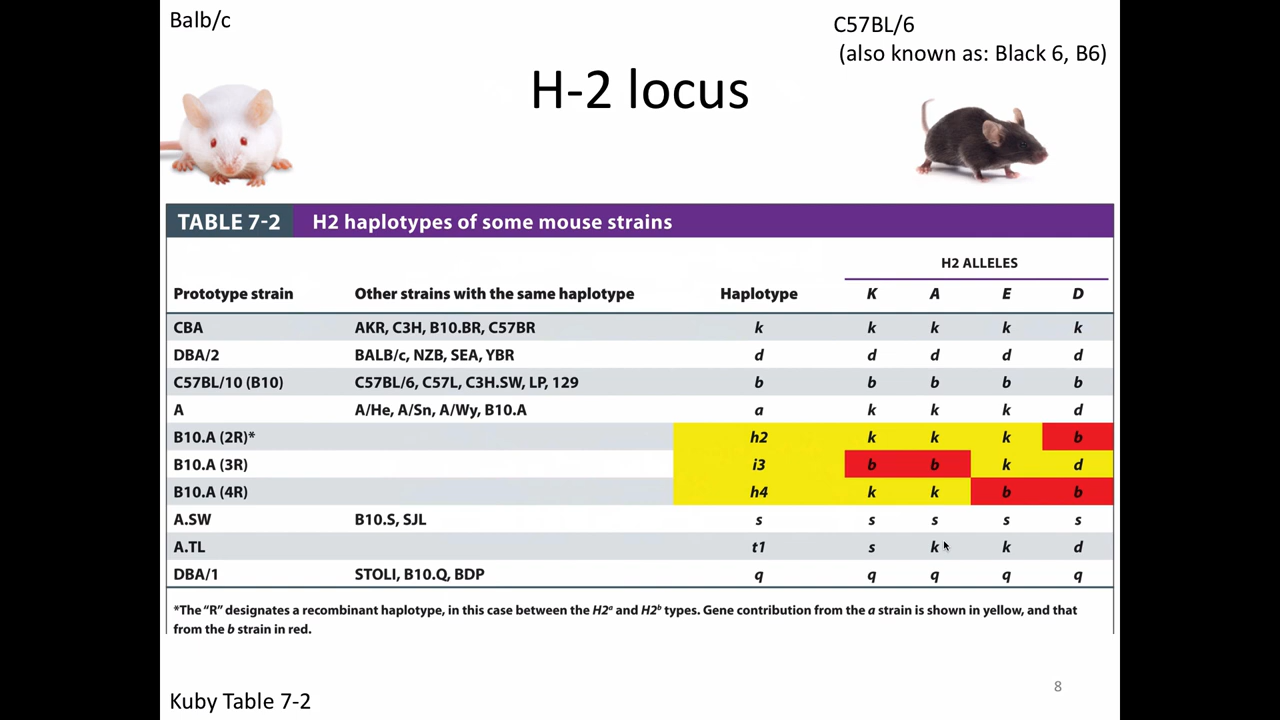 Balb/c
C57BL/6
(also known as: Black 6, B6)
H-2 locus
TABLE 7-2 H2 haplotypes of some mouse strains
H2 ALLELES
Prototype strain Other strains with the same haplotype Haplotype K A E D
CBA AKR, C3H, B10.BR, C57BR k k k k k
DBA/2 BALB/c, NZB, SEA, YBR d d d d d
C57BL/10 (B10) C57BL/6, C57L, C3H.SW, LP, 129 b b b b b
A A/He, A/Sn, A/Wy, B10.A a k k k d
B10.A (2R)* h2 k k k b
B10.A (3R) i3 b b k d
B10.A (4R) h4 k k b b
A.SW B10.S, SJL s s s s s
A.TL t1 s k k d
DBA/1 STOLI, B10.Q, BDP q q q q q
*The “R” designates a recombinant haplotype, in this case between the H2a and H2b types. Gene contribution from the a strain is shown in yellow, and that
from the b strain in red.
8
Kuby Table 7-2